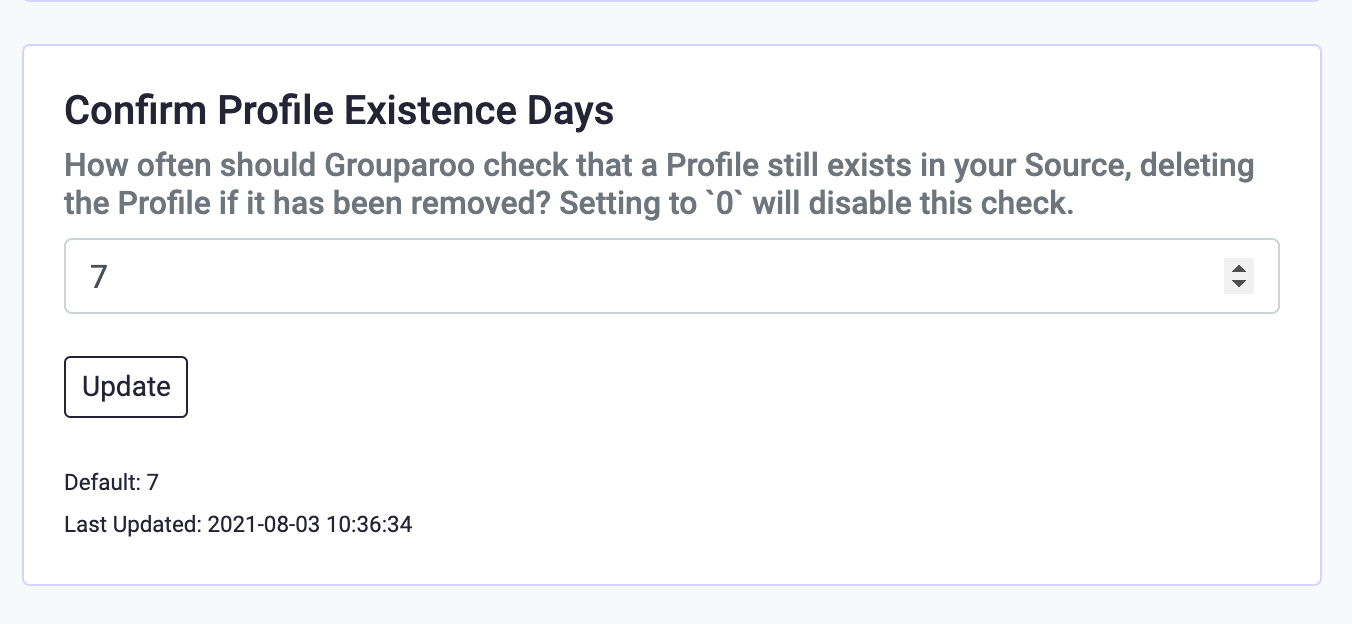 Confirm Profile Existence Days
How often should Grouparoo check that a Profile still exists in your Source, deleting
the Profile if it has been removed? Setting to `0` will disable this check.
7
Update
Default: 7
Last Updated: 2021-08-03 10:36:34